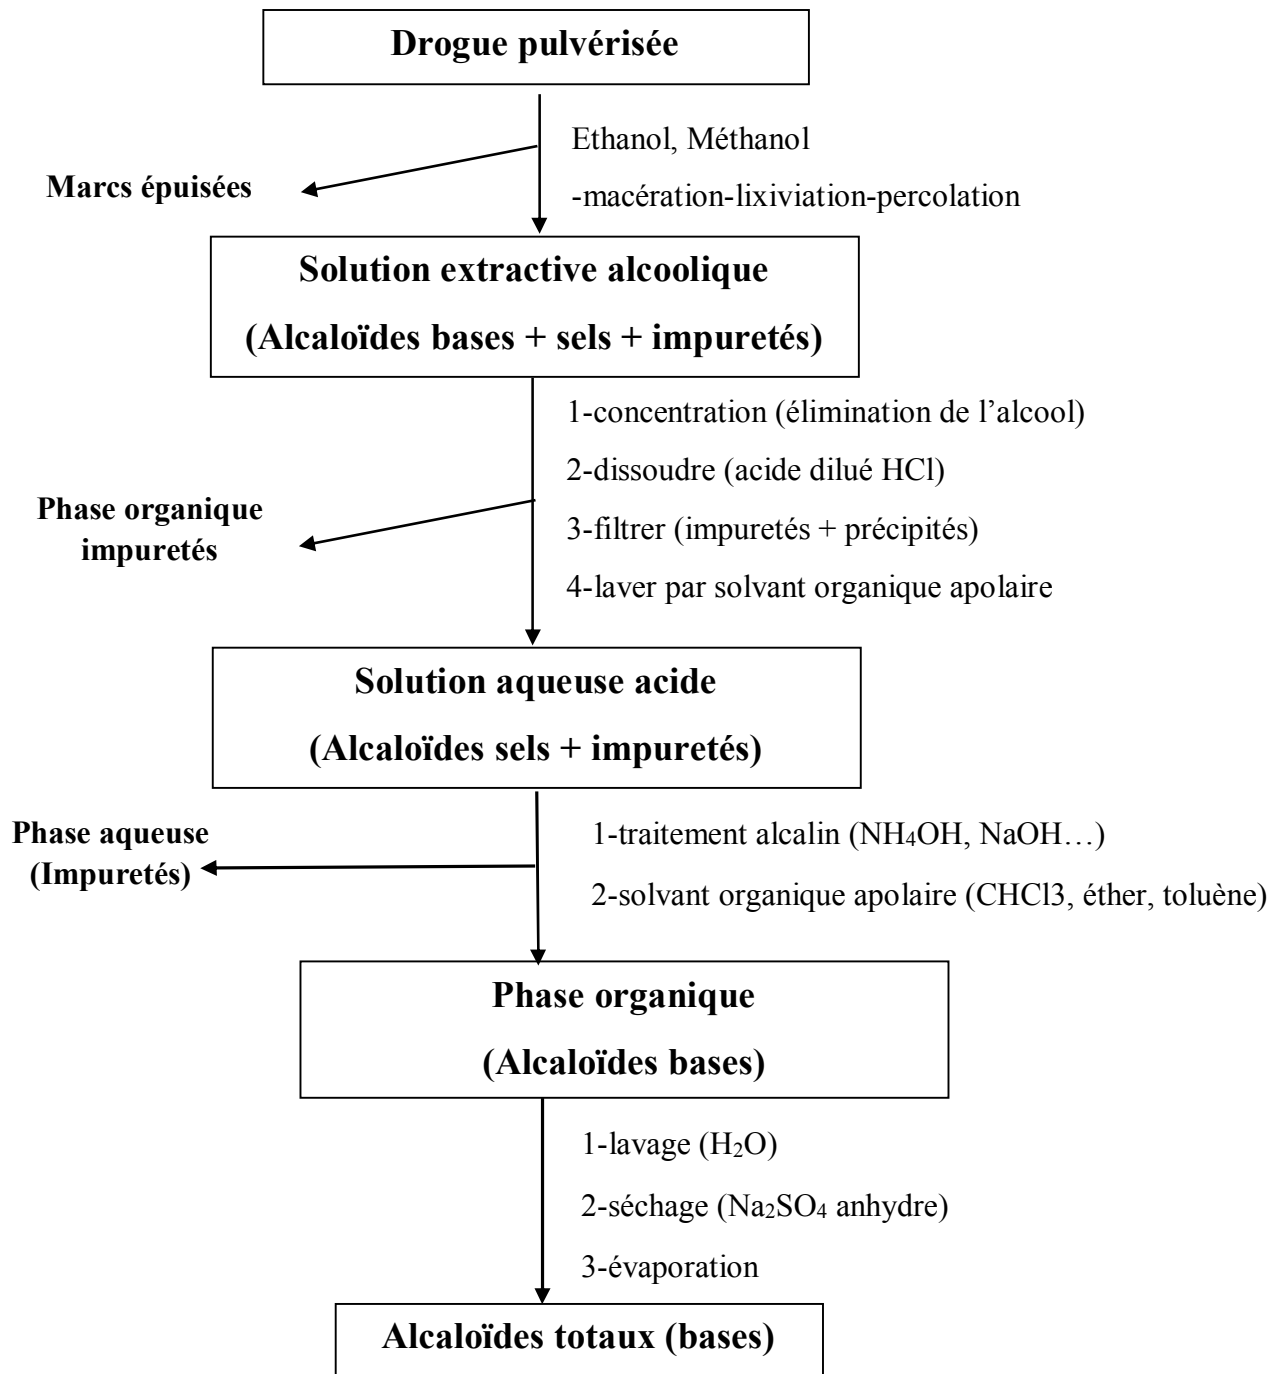 Drogue pulvérisée
Ethanol, Méthanol
-macération-lixiviation-percolation
Marcs épuisées
Solution extractive alcoolique
(Alcaloïdes bases + sels + impuretés)
1-concentration (élimination de l’alcool)
2-dissoudre (acide dilué HCl)
3-filtrer (impuretés + précipités)
4-laver par solvant organique apolaire
Phase organique
impuretés
Solution aqueuse acide
(Alcaloïdes sels + impuretés)
Phase aqueuse
(Impuretés)
1-traitement alcalin (NH₄OH, NaOH…)
2-solvant organique apolaire (CHCl3, éther, toluène)
Phase organique
(Alcaloïdes bases)
1-lavage (H₂O)
2-séchage (Na₂SO₄ anhydre)
3-évaporation
Alcaloïdes totaux (bases)